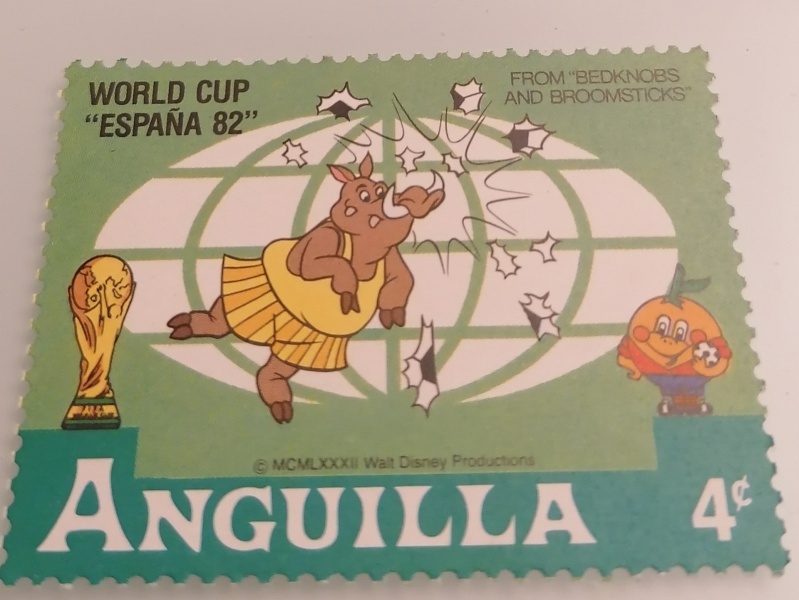 WORLD CUP
"ESPAÑA 82"
FROM "BEDKNOBS
AND BROOMSTICKS"
© MCMLXXXII Walt Disney Productions
ANGUILLA
4¢